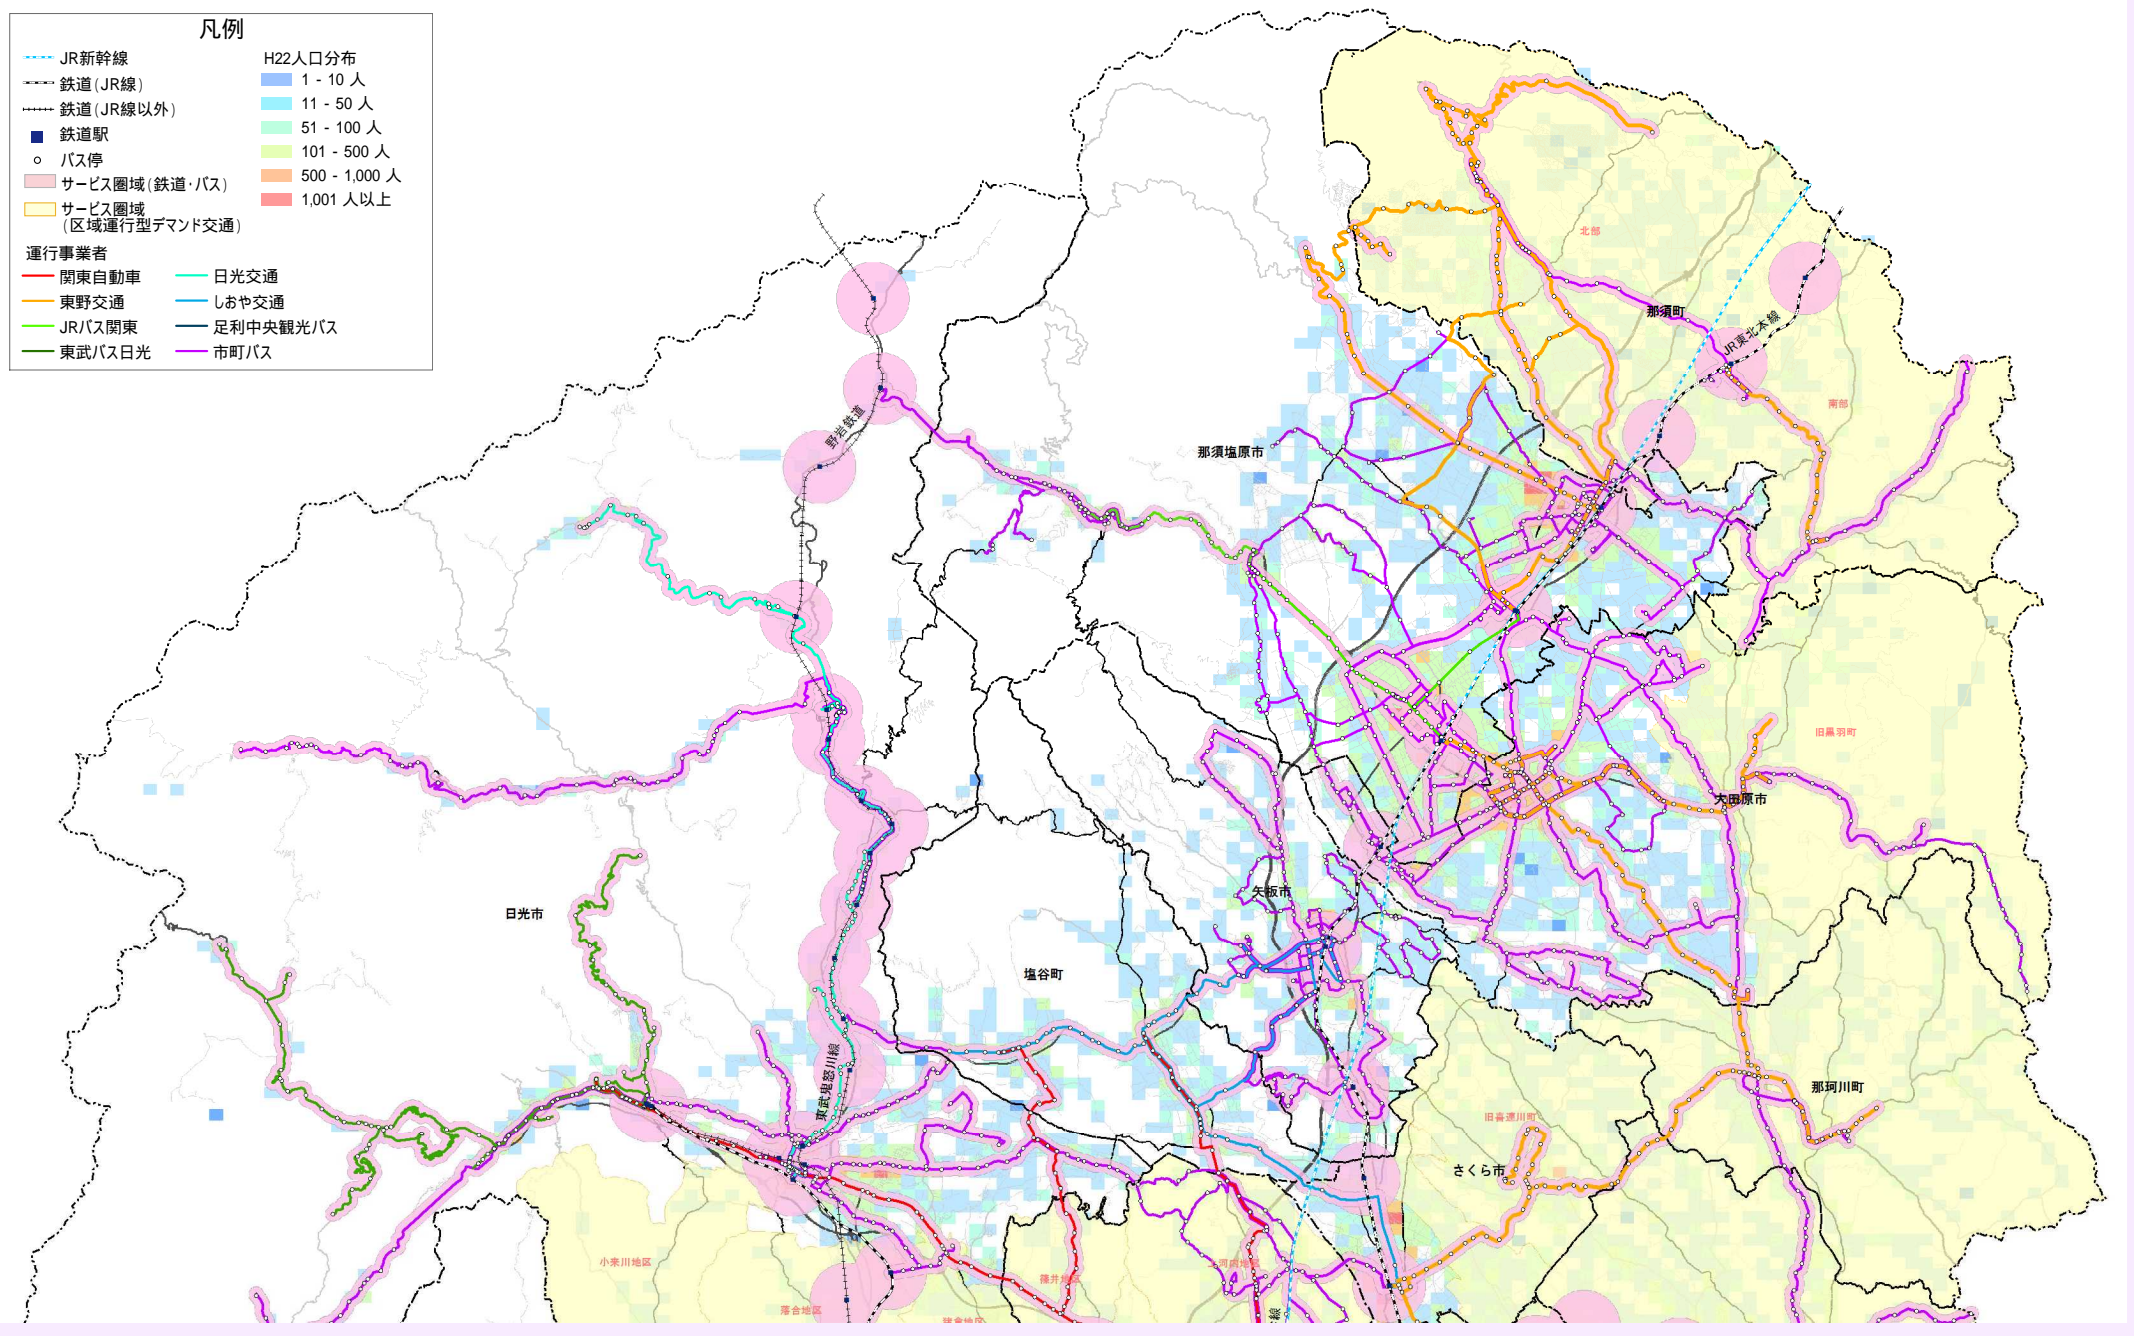 凡例
JR新幹線
鉄道(JR線)
鉄道(JR線以外)
鉄道駅
バス停
サービス圏域(鉄道・バス)
サービス圏域
(区域運行型デマンド交通)
H22人口分布
1 - 10 人
11 - 50 人
51 - 100 人
101 - 500 人
500 - 1,000 人
1,001 人以上
運行事業者
関東自動車
東野交通
JRバス関東
東武バス日光
日光交通
しおや交通
足利中央観光バス
市町バス
北部
那須町
JR東北本線
南部
野岩鉄道
那須塩原市
旧黒羽町
大田原市
矢板市
日光市
塩谷町
東武鬼怒川線
那珂川町
旧喜連川町
さくら市
小来川地区
篠井地区
上河内地区
落合地区
線